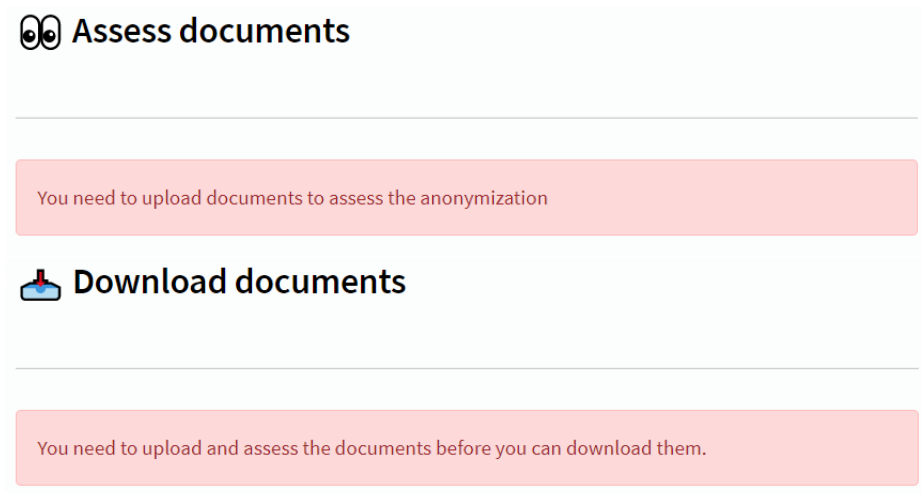 Assess documents
You need to upload documents to assess the anonymization
Download documents
You need to upload and assess the documents before you can download them.